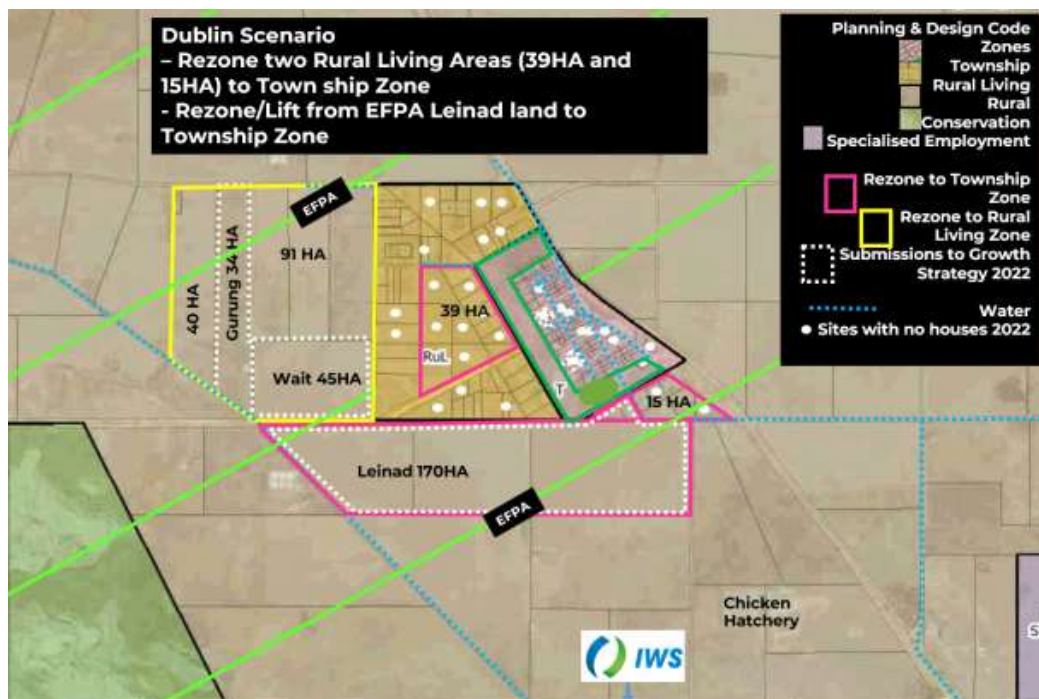 Dublin Scenario
– Rezone two Rural Living Areas (39HA and
15HA) to Town ship Zone
- Rezone/Lift from EFPA Leinad land to
Township Zone
Planning & Design Code
Zones
Township
Rural Living
Rural
Conservation
Specialised Employment
Rezone to Township
Zone
Rezone to Rural
Living Zone
Submissions to Growth
Strategy 2022
Water
Sites with no houses 2022
EFPA
40 HA
Gurung 34 HA
91 HA
39 HA
RuL
Wait 45HA
T
15 HA
Leinad 170HA
EFPA
Chicken
Hatchery
IWS
S